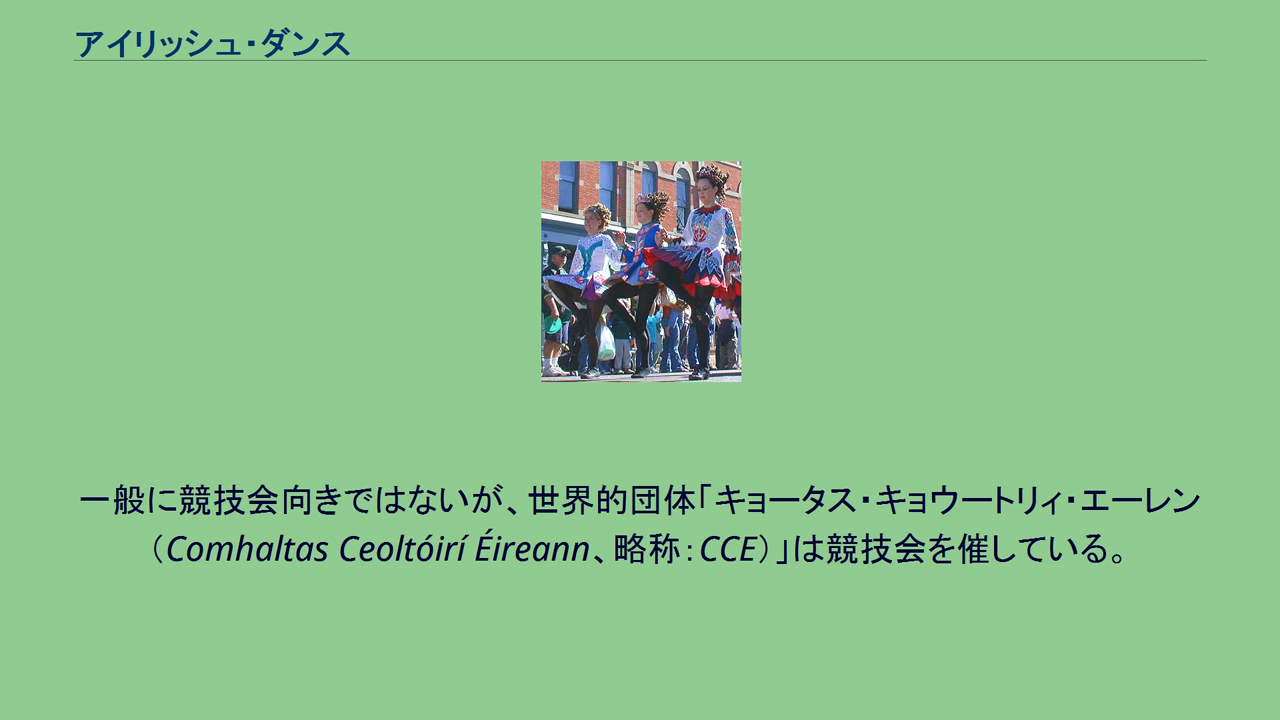 アイリッシュ・ダンス
一般に競技会向きではないが、世界的団体「キョータス・キョウートリィ・エーレン
（Comhaltas Ceoltóirí Éireann、略称：CCE）」は競技会を催している。